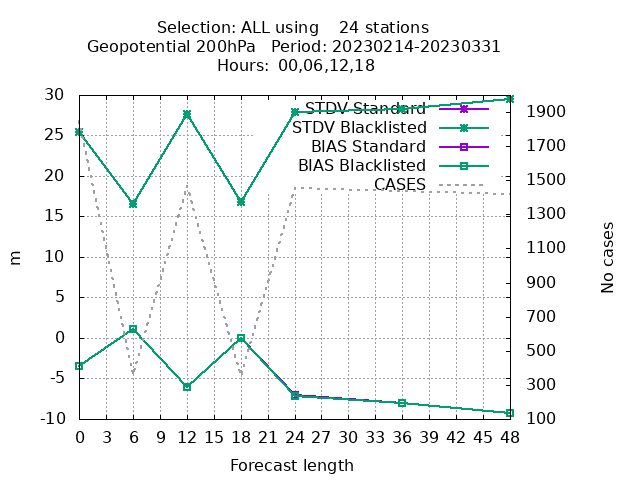 Selection: ALL using    24 stations
Geopotential 200hPa   Period: 20230214-20230331
Hours:  00,06,12,18
STDV Standard
STDV Blacklisted
BIAS Standard
BIAS Blacklisted
CASES
30
25
20
15
10
5
0
-5
-10
m
1900
1700
1500
1300
1100
900
700
500
300
100
No cases
0 3 6 9 12 15 18 21 24 27 30 33 36 39 42 45 48
Forecast length